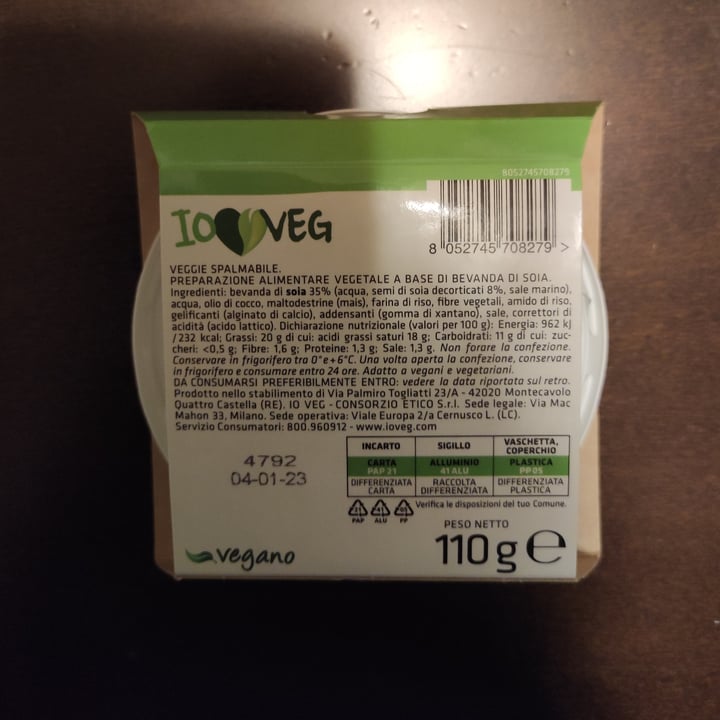 8052745708279
IO VEG
8 052745 708279 >
VEGGIE SPALMABILE.
PREPARAZIONE ALIMENTARE VEGETALE A BASE DI BEVANDA DI SOIA.
Ingredienti: bevanda di soia 35% (acqua, semi di soia decorticati 8%, sale marino),
acqua, olio di cocco, maltodestrine (mais), farina di riso, fibre vegetali, amido di riso,
gelificanti (alginato di calcio), addensanti (gomma di xantano), sale, correttori di
acidità (acido lattico). Dichiarazione nutrizionale (valori per 100 g): Energia: 962 kJ
/ 232 kcal; Grassi: 20 g di cui: acidi grassi saturi 18 g; Carboidrati: 11 g di cui: zuc-
cheri: <0,5 g; Fibre: 1,6 g; Proteine: 1,3 g; Sale: 1,3 g. Non forare la confezione.
Conservare in frigorifero tra 0° e +6°C. Una volta aperta la confezione, conservare
in frigorifero e consumare entro 24 ore. Adatto a vegani e vegetariani.
DA CONSUMARSI PREFERIBILMENTE ENTRO: vedere la data riportata sul retro.
Prodotto nello stabilimento di Via Palmiro Togliatti 23/A - 42020 Montecavolo
Quattro Castella (RE). IO VEG - CONSORZIO ETICO S.r.l. Sede legale: Via Mac
Mahon 33, Milano. Sede operativa: Viale Europa 2/a Cernusco L. (LC).
Servizio Consumatori: 800.960912 - www.ioveg.com
INCARTO SIGILLO VASCHETTA, COPERCHIO
CARTA PAP 21 ALLUMINIO 41 ALU PLASTICA PP 05
DIFFERENZIATA CARTA RACCOLTA DIFFERENZIATA DIFFERENZIATA PLASTICA
4792
04-01-23
21 41 05 Verifica le disposizioni del tuo Comune.
PAP ALU PP
PESO NETTO
110 g e
vegano